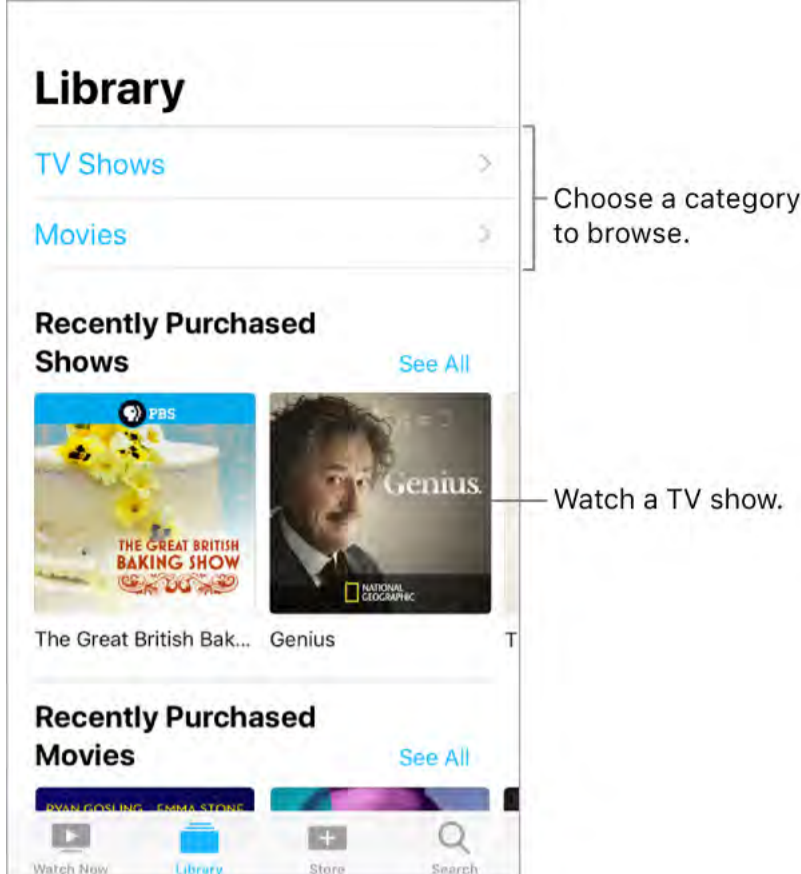 Library
TV Shows
Movies
Choose a category
to browse.
Recently Purchased
Shows
See All
PBS
THE GREAT BRITISH
BAKING SHOW
Genius.
NATIONAL
GEOGRAPHIC
Watch a TV show.
The Great British Bak...
Genius
T
Recently Purchased
Movies
See All
RYAN GOSLING EMMA STONE
Watch Now
Library
Store
Search